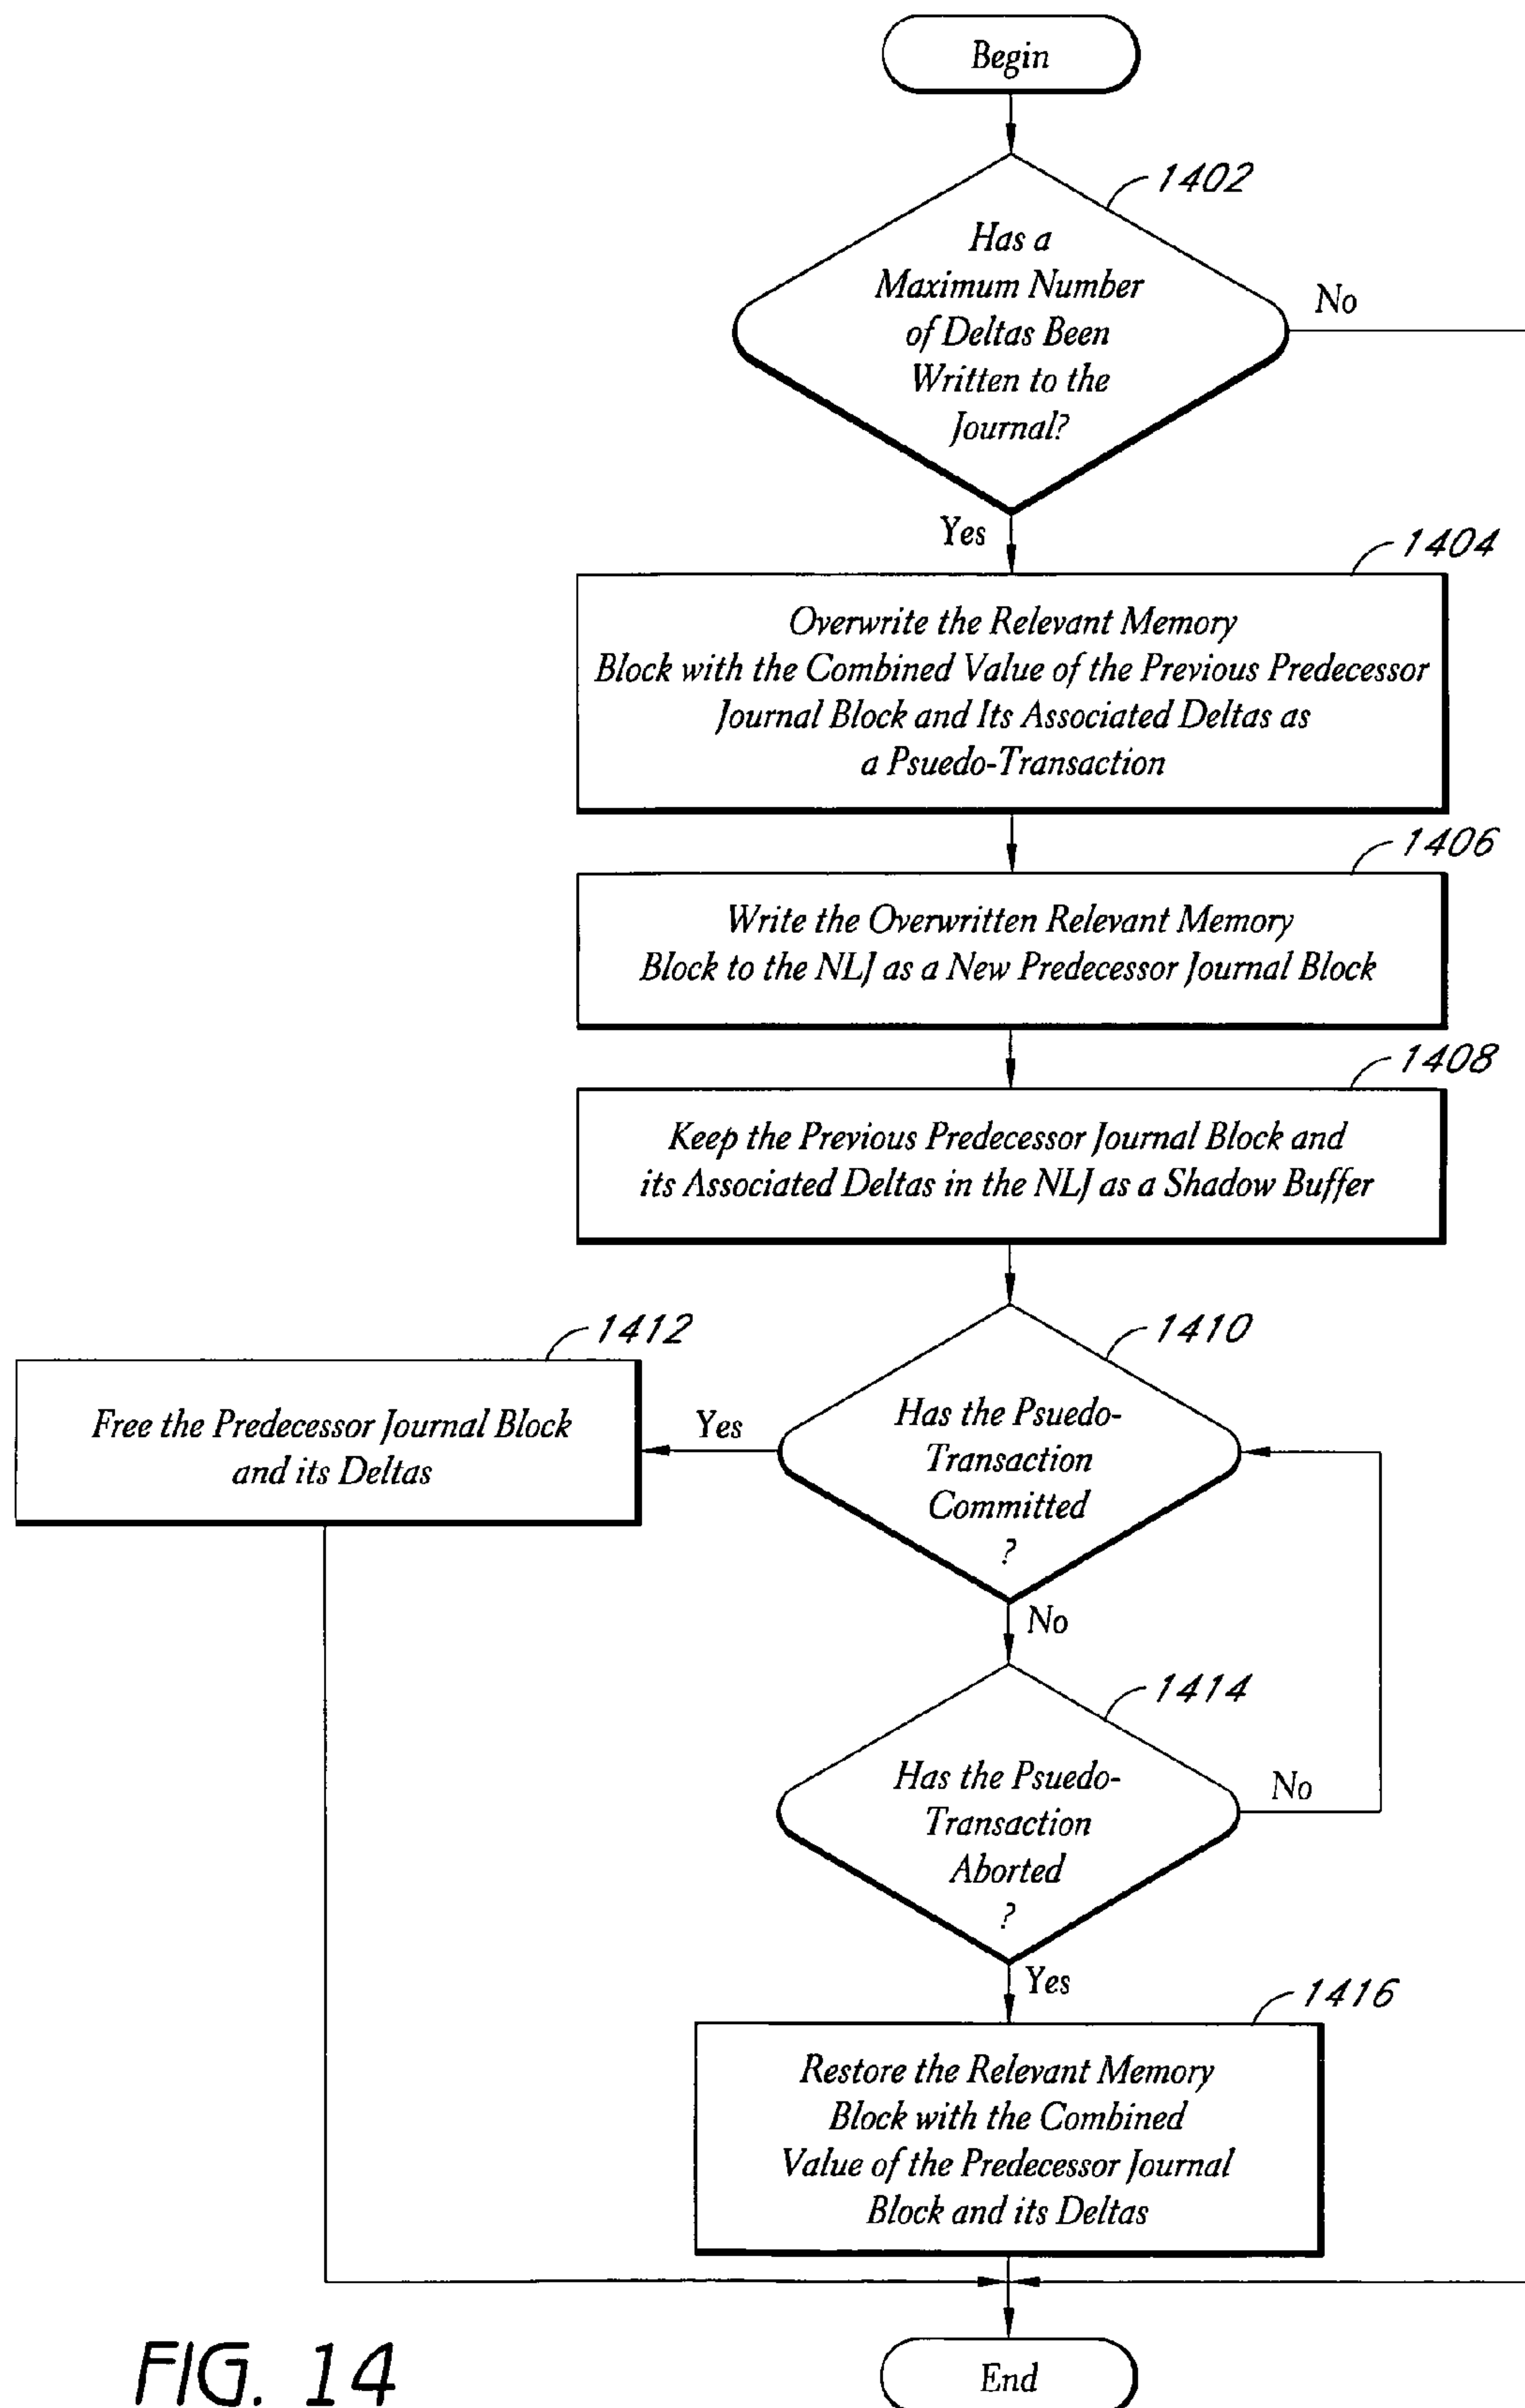 Begin
1402
Has a
Maximum Number
of Deltas Been
Written to the
Journal?
No
Yes
1404
Overwrite the Relevant Memory
Block with the Combined Value of the Previous Predecessor
Journal Block and Its Associated Deltas as
a Psuedo-Transaction
1406
Write the Overwritten Relevant Memory
Block to the NLJ as a New Predecessor Journal Block
1408
Keep the Previous Predecessor Journal Block and
its Associated Deltas in the NLJ as a Shadow Buffer
1412
Free the Predecessor Journal Block
and its Deltas
Yes
1410
Has the Psuedo-
Transaction
Committed
?
No
1414
Has the Psuedo-
Transaction
Aborted
?
No
Yes
1416
Restore the Relevant Memory
Block with the Combined
Value of the Predecessor Journal
Block and its Deltas
End
FIG. 14